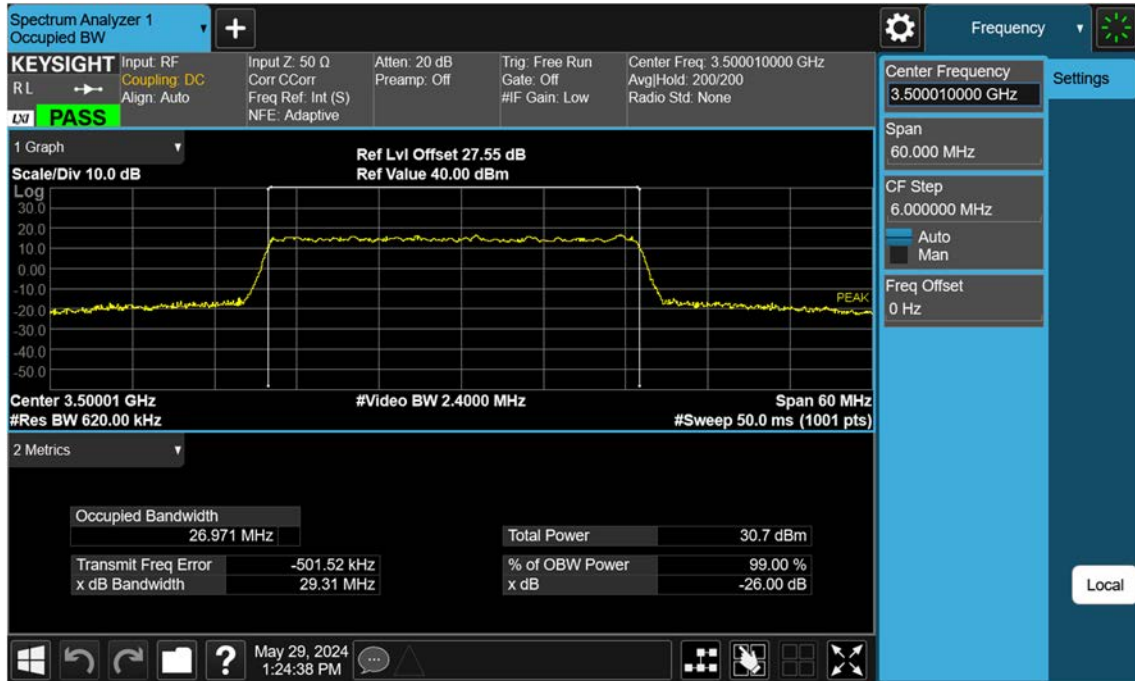 Spectrum Analyzer 1
Occupied BW
+
Frequency
KEYSIGHT
R L
LXI PASS
Input: RF
Coupling: DC
Align: Auto
Input Z: 50 Ω
Corr CCorr
Freq Ref: Int (S)
NFE: Adaptive
Atten: 20 dB
Preamp: Off
Trig: Free Run
Gate: Off
#IF Gain: Low
Center Freq: 3.500010000 GHz
Avg|Hold: 200/200
Radio Std: None
Center Frequency
3.500010000 GHz
Settings
Span
60.000 MHz
CF Step
6.000000 MHz
Auto
Man
Freq Offset
0 Hz
Local
1 Graph
Scale/Div 10.0 dB
Ref Lvl Offset 27.55 dB
Ref Value 40.00 dBm
Log
30.0
20.0
10.0
0.00
-10.0
-20.0
-30.0
-40.0
-50.0
PEAK
Center 3.50001 GHz
#Res BW 620.00 kHz
#Video BW 2.4000 MHz
Span 60 MHz
#Sweep 50.0 ms (1001 pts)
2 Metrics
Occupied Bandwidth
26.971 MHz
Total Power 30.7 dBm
Transmit Freq Error -501.52 kHz
% of OBW Power 99.00 %
x dB Bandwidth 29.31 MHz
x dB -26.00 dB
?
May 29, 2024
1:24:38 PM